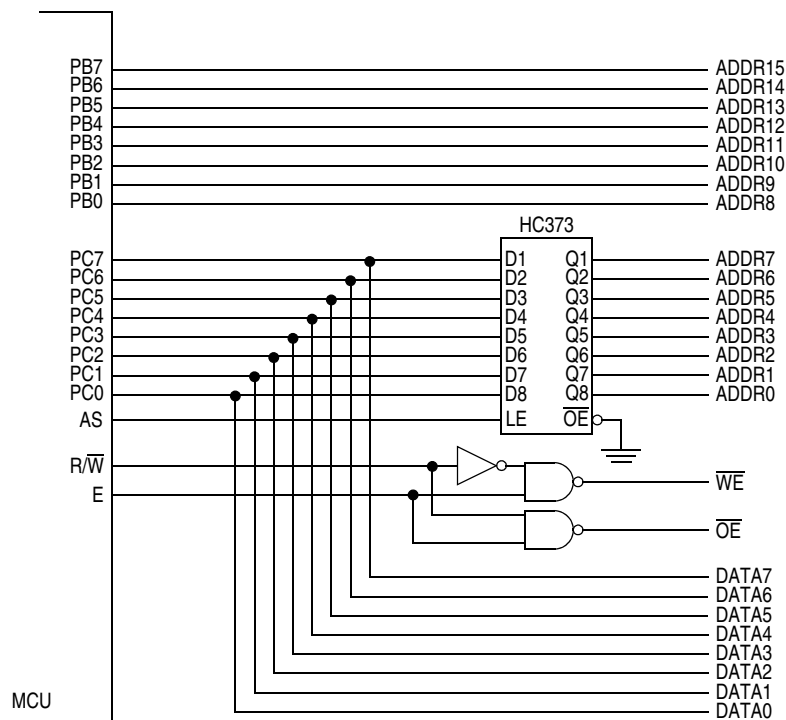 PB7 ADDR15
PB6 ADDR14
PB5 ADDR13
PB4 ADDR12
PB3 ADDR11
PB2 ADDR10
PB1 ADDR9
PB0 ADDR8
HC373
PC7 D1 Q1 ADDR7
PC6 D2 Q2 ADDR6
PC5 D3 Q3 ADDR5
PC4 D4 Q4 ADDR4
PC3 D5 Q5 ADDR3
PC2 D6 Q6 ADDR2
PC1 D7 Q7 ADDR1
PC0 D8 Q8 ADDR0
AS LE O̅E̅
R/W̅ W̅E̅
E
O̅E̅
DATA7
DATA6
DATA5
DATA4
DATA3
DATA2
DATA1
DATA0
MCU